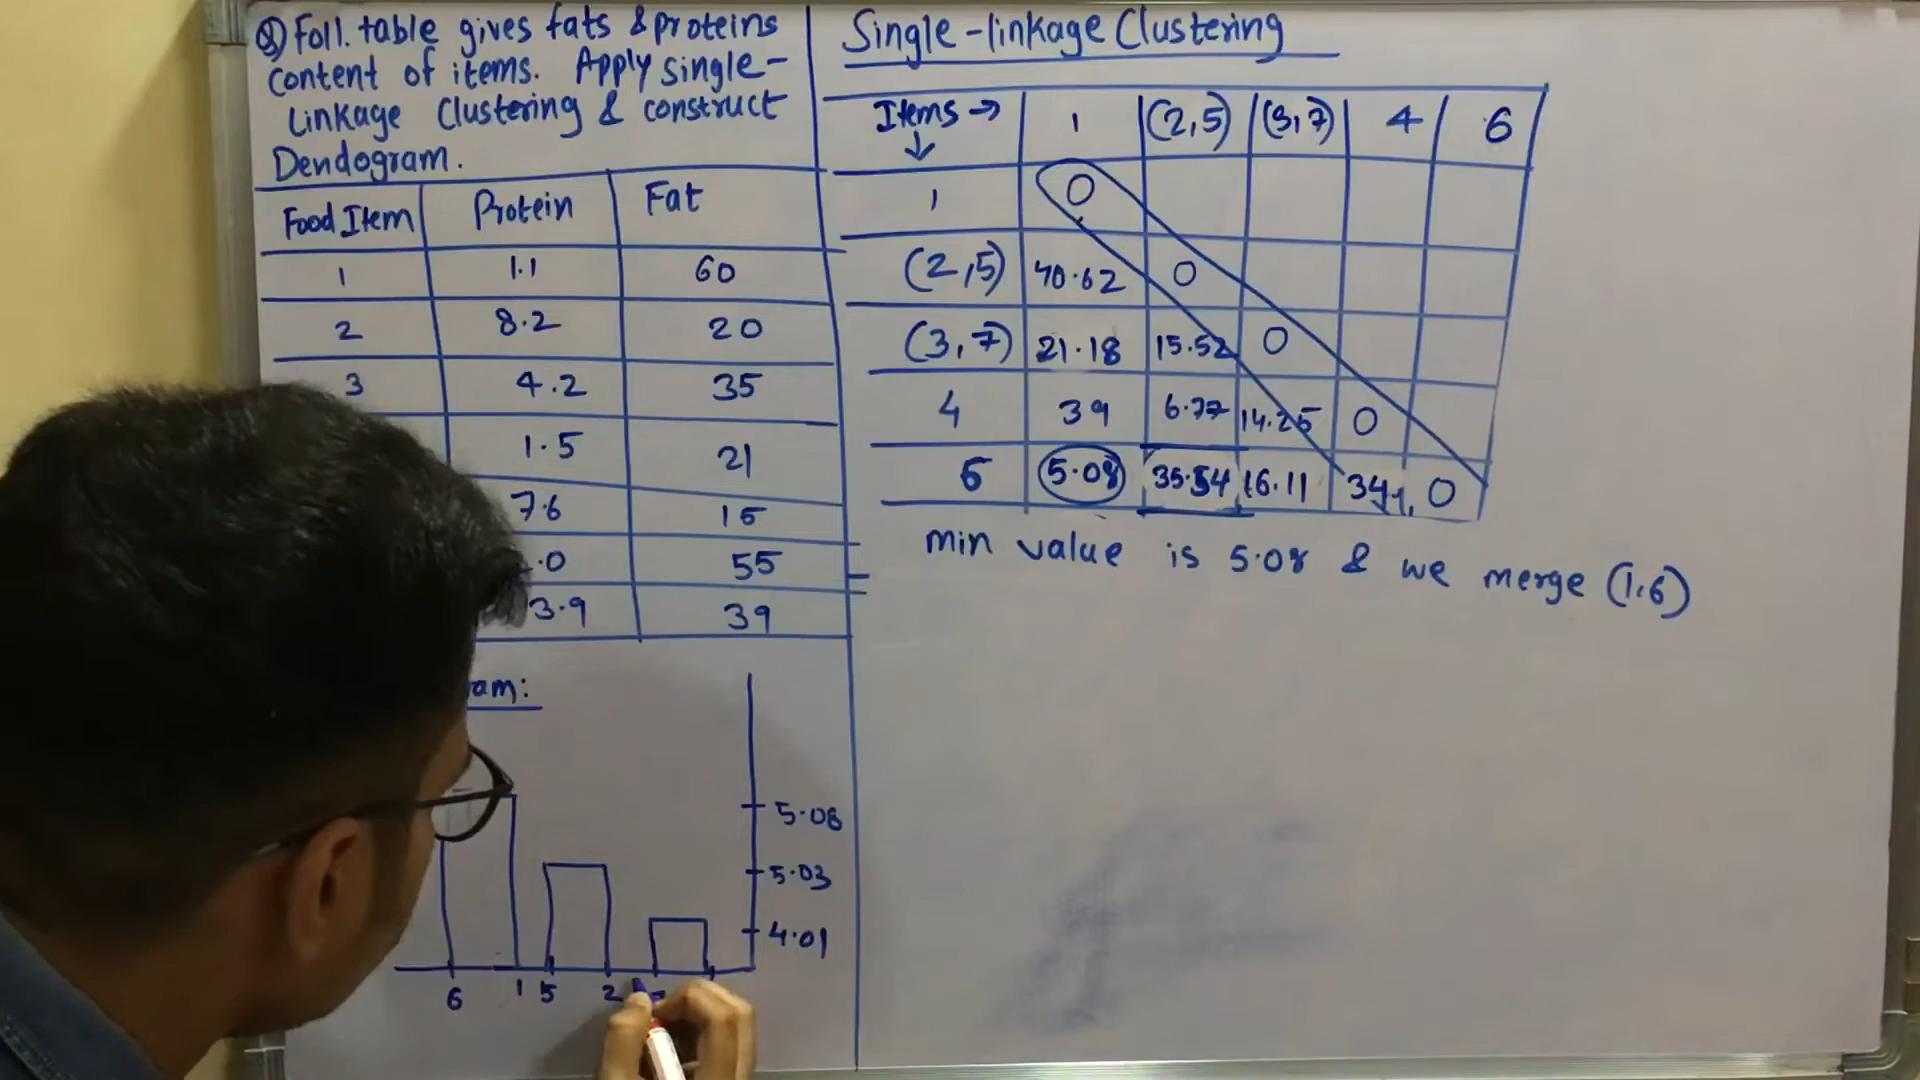 Q) Foll. table gives fats & proteins
content of items. Apply single-
Linkage Clustering & construct
Dendogram.
Food Item Protein Fat
1 1.1 60
2 8.2 20
3 4.2 35
1.5 21
7.6 15
.0 55
3.9 39
am:
5.08
5.03
4.01
6 1 5 2
Single-linkage Clustering
Items → 1 (2,5) (3,7) 4 6
↓
1 0
(2,5) 40.62 0
(3,7) 21.18 15.52 0
4 39 6.77 14.25 0
6 5.08 35.54 16.11 34.1 0
min value is 5.08 & we merge (1,6)